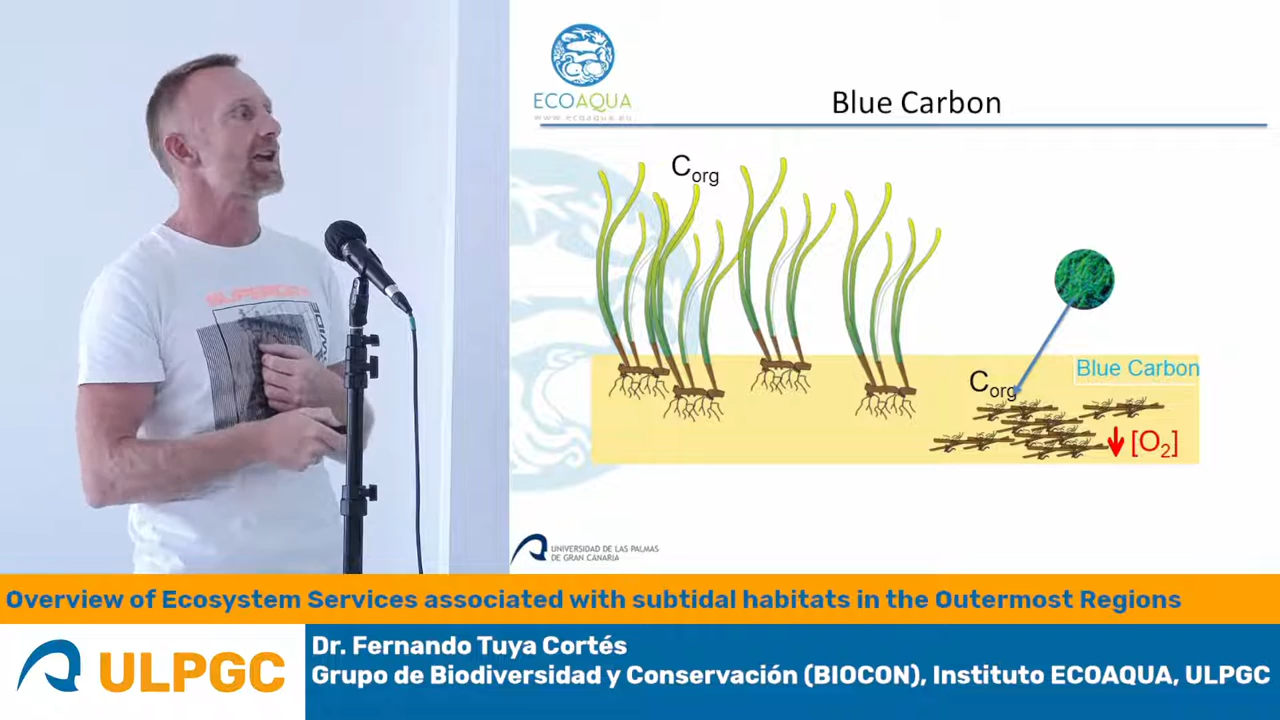 ECOAQUA
www.ecoaqua.eu
Blue Carbon
Corg
Blue Carbon
Corg
[O2]
UNIVERSIDAD DE LAS PALMAS
DE GRAN CANARIA
Overview of Ecosystem Services associated with subtidal habitats in the Outermost Regions
ULPGC
Dr. Fernando Tuya Cortés
Grupo de Biodiversidad y Conservación (BIOCON), Instituto ECOAQUA, ULPGC